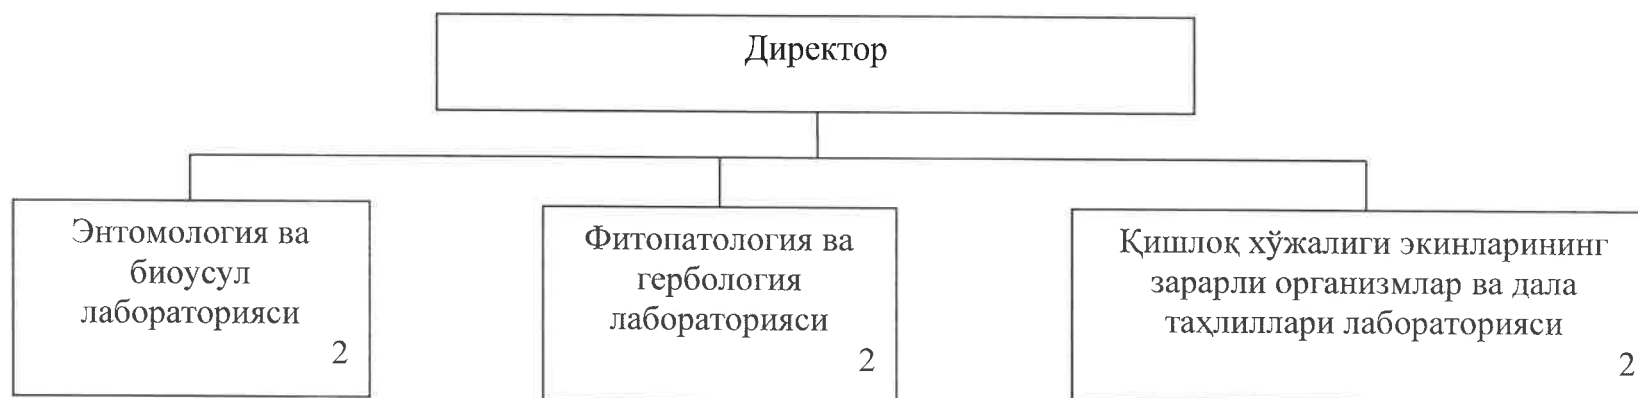 Директор
Энтомология ва
биоусул
лабораторияси
2
Фитопатология ва
гербология
лабораторияси
2
Қишлоқ хўжалиги экинларининг
зарарли организмлар ва дала
таҳлиллари лабораторияси
2